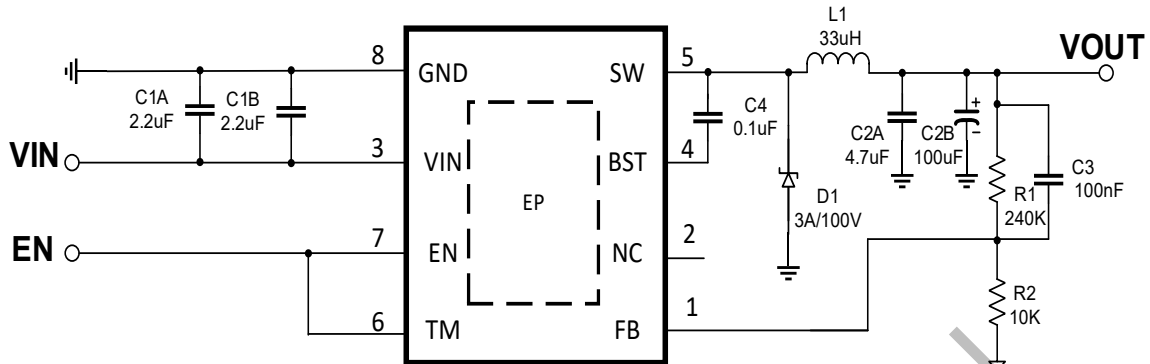 L1
33uH
VOUT
8
GND
SW
5
C1A
2.2uF
C1B
2.2uF
C4
0.1uF
C2A
4.7uF
C2B
100uF
+
−
VIN
3
VIN
BST
4
C3
100nF
R1
240K
EP
D1
3A/100V
EN
7
EN
NC
2
6
TM
FB
1
R2
10K